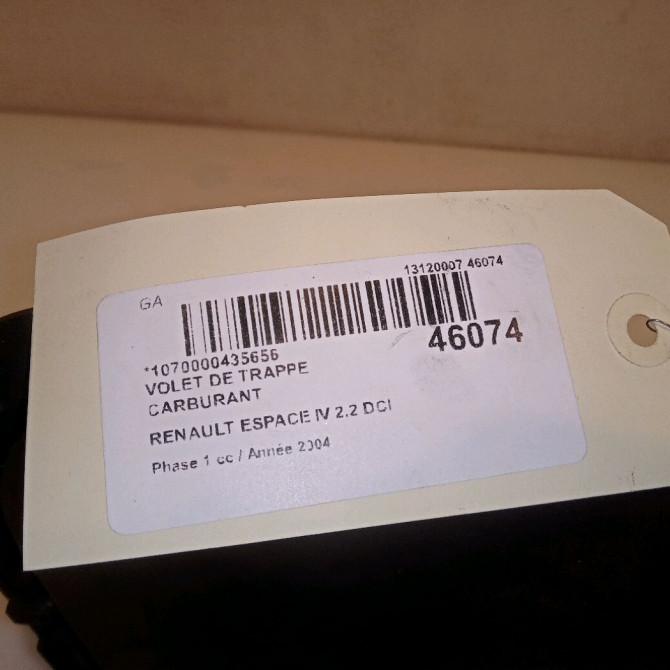 GA
13120007 46074
46074
*1070000435656
VOLET DE TRAPPE
CARBURANT
RENAULT ESPACE IV 2.2 DCI
Phase 1 cc / Année 2004